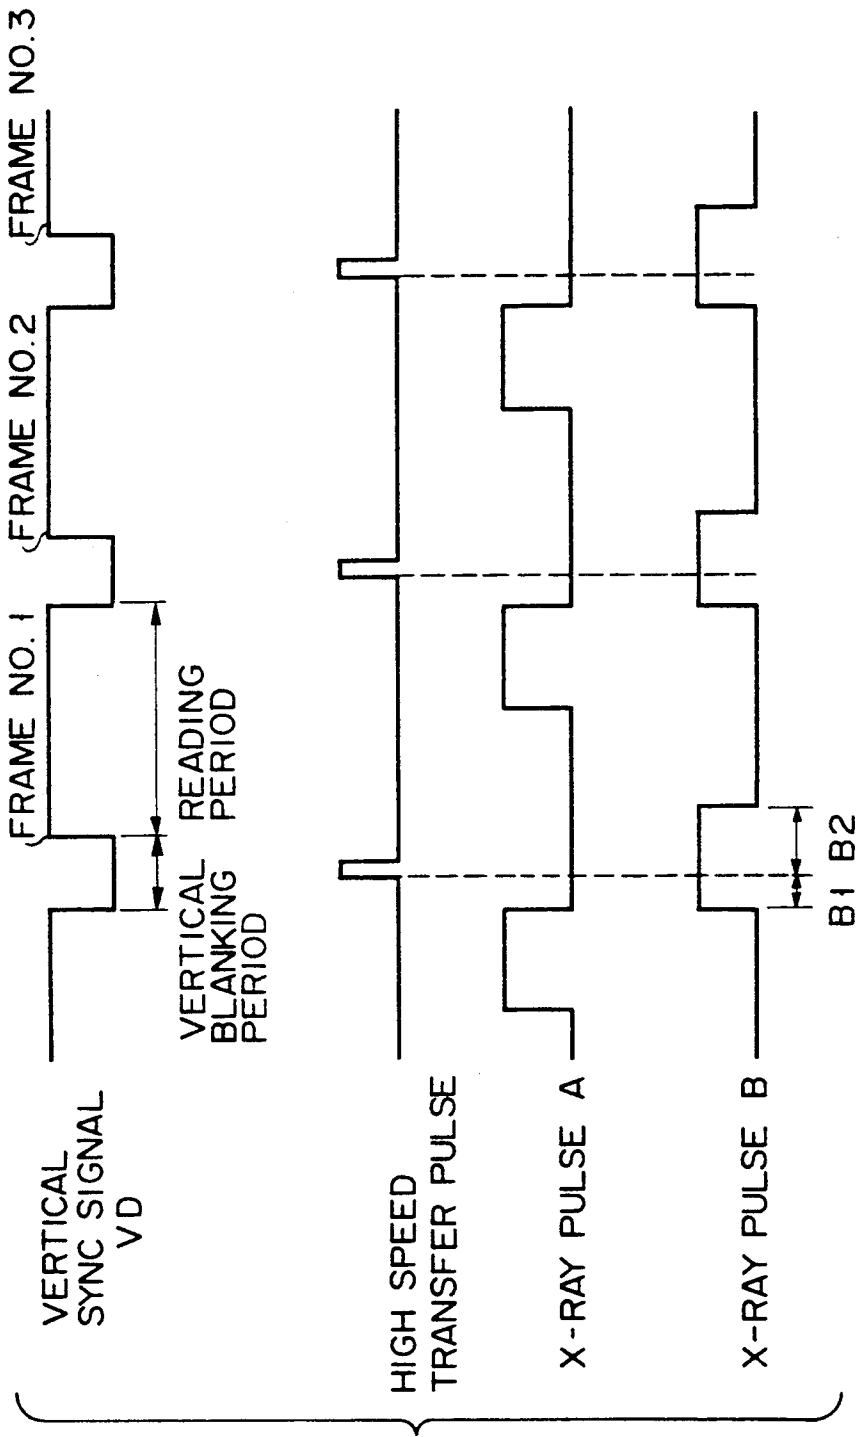 FRAME NO.1
FRAME NO.2
FRAME NO.3
VERTICAL
SYNC SIGNAL
VD
VERTICAL
BLANKING
PERIOD
READING
PERIOD
HIGH SPEED
TRANSFER PULSE
X-RAY PULSE A
X-RAY PULSE B
B1 B2